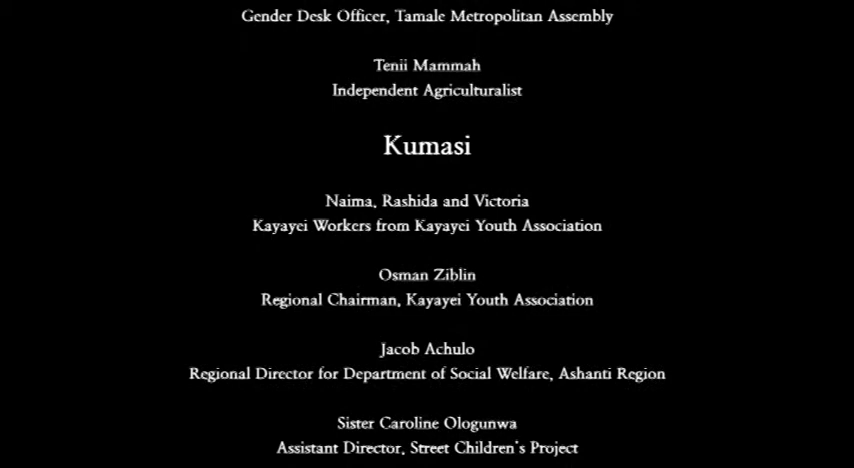 Gender Desk Officer, Tamale Metropolitan Assembly
Tenii Mammah
Independent Agriculturalist
Kumasi
Naima, Rashida and Victoria
Kayayei Workers from Kayayei Youth Association
Osman Ziblin
Regional Chairman, Kayayei Youth Association
Jacob Achulo
Regional Director for Department of Social Welfare, Ashanti Region
Sister Caroline Ologunwa
Assistant Director, Street Children's Project